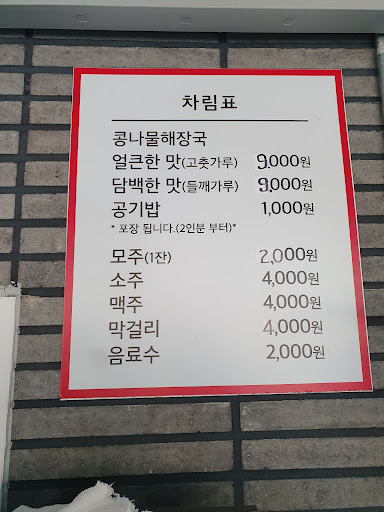 차림표
콩나물해장국
얼큰한 맛(고춧가루) 9,000원
담백한 맛(들깨가루) 9,000원
공기밥 1,000원
* 포장 됩니다.(2인분 부터)*
모주(1잔) 2,000원
소주 4,000원
맥주 4,000원
막걸리 4,000원
음료수 2,000원